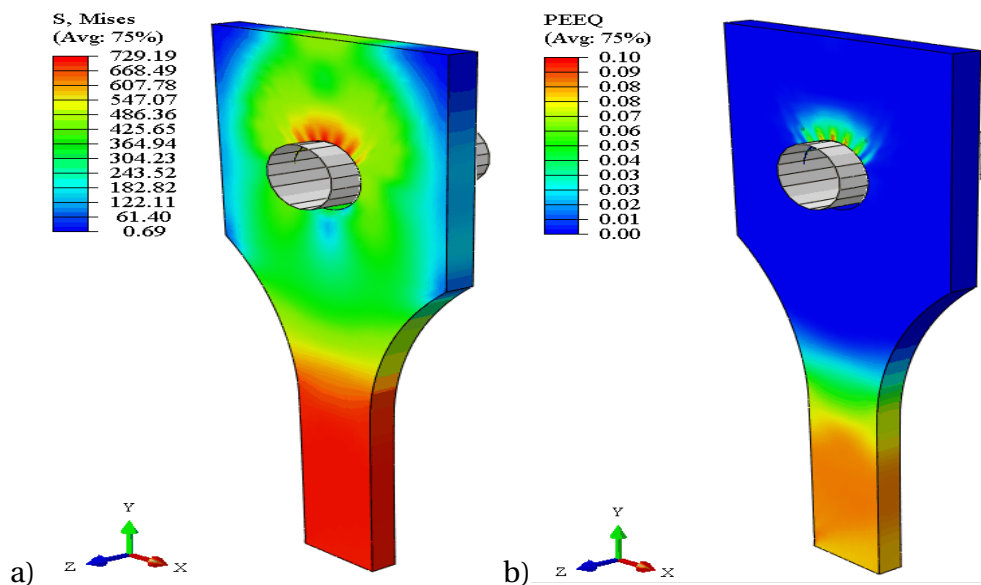 S, Mises
(Avg: 75%)
729.19
668.49
607.78
547.07
486.36
425.65
364.94
304.23
243.52
182.82
122.11
61.40
0.69
Y
Z
X
a)
PEEQ
(Avg: 75%)
0.10
0.09
0.08
0.08
0.07
0.06
0.05
0.04
0.03
0.03
0.02
0.01
0.00
Y
Z
X
b)